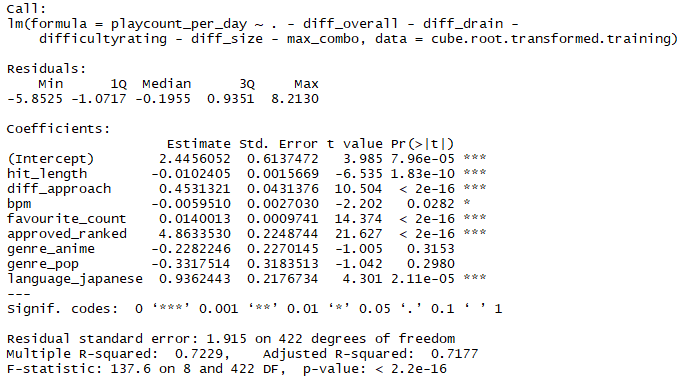 Call:
lm(formula = playcount_per_day ~ . - diff_overall - diff_drain -
    difficultyrating - diff_size - max_combo, data = cube.root.transformed.training)

Residuals:
    Min      1Q  Median      3Q     Max
-5.8525 -1.0717 -0.1955  0.9351  8.2130

Coefficients:
                    Estimate Std. Error t value Pr(>|t|)
(Intercept)        2.4456052  0.6137472   3.985 7.96e-05 ***
hit_length        -0.0102405  0.0015669  -6.535 1.83e-10 ***
diff_approach      0.4531321  0.0431376  10.504  < 2e-16 ***
bpm               -0.0059510  0.0027030  -2.202   0.0282 *
favourite_count    0.0140013  0.0009741  14.374  < 2e-16 ***
approved_ranked    4.8633530  0.2248744  21.627  < 2e-16 ***
genre_anime       -0.2282246  0.2270145  -1.005   0.3153
genre_pop         -0.3317514  0.3183513  -1.042   0.2980
language_japanese  0.9362443  0.2176734   4.301 2.11e-05 ***
---
Signif. codes:  0 ‘***’ 0.001 ‘**’ 0.01 ‘*’ 0.05 ‘.’ 0.1 ‘ ’ 1

Residual standard error: 1.915 on 422 degrees of freedom
Multiple R-squared:  0.7229,    Adjusted R-squared:  0.7177
F-statistic: 137.6 on 8 and 422 DF,  p-value: < 2.2e-16